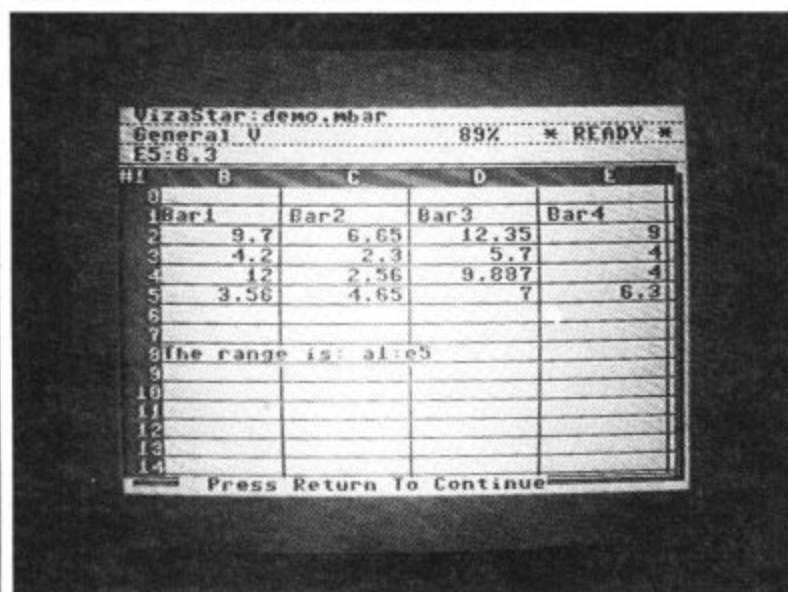 VizaStar:demo.mbar
General V 89% * READY *
E5:6.3
#1 B C D E
0
1 Bar1 Bar2 Bar3 Bar4
2 9.7 6.65 12.35 9
3 4.2 2.3 5.7 4
4 12 2.56 9.887 4
5 3.56 4.65 7 6.3
6
7
8 The range is: a1:e5
9
10
11
12
13
14
Press Return To Continue